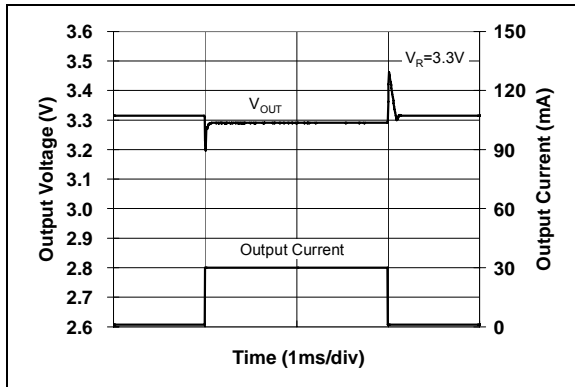 3.6
3.5
3.4
3.3
3.2
3.1
3.0
2.9
2.8
2.7
2.6
Output Voltage (V)
150
120
90
60
30
0
Output Current (mA)
VR=3.3V
VOUT
Output Current
Time (1ms/div)